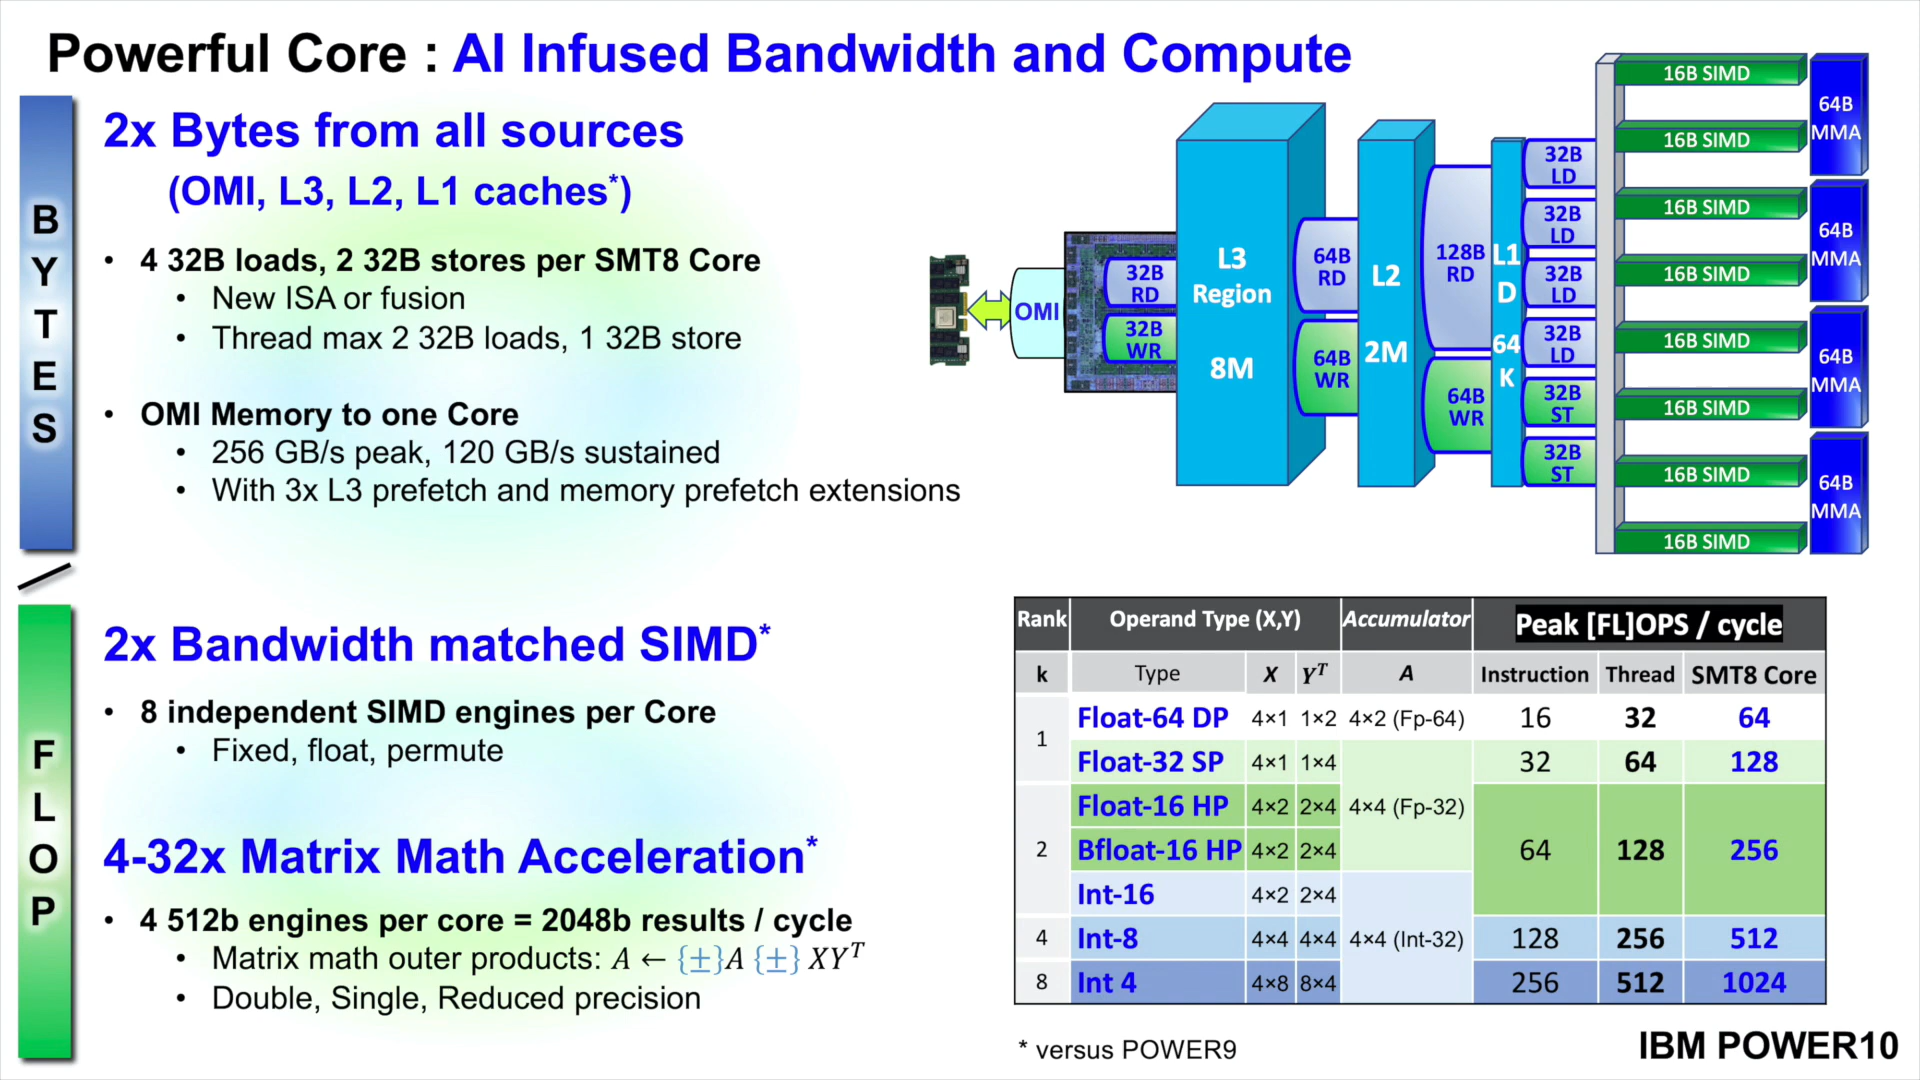 Powerful Core : AI Infused Bandwidth and Compute
BYTES
/
FLOP
2x Bytes from all sources
(OMI, L3, L2, L1 caches*)
• 4 32B loads, 2 32B stores per SMT8 Core
• New ISA or fusion
• Thread max 2 32B loads, 1 32B store
• OMI Memory to one Core
• 256 GB/s peak, 120 GB/s sustained
• With 3x L3 prefetch and memory prefetch extensions
2x Bandwidth matched SIMD*
• 8 independent SIMD engines per Core
• Fixed, float, permute
4-32x Matrix Math Acceleration*
• 4 512b engines per core = 2048b results / cycle
• Matrix math outer products: A ← {±}A {±} XYᵀ
• Double, Single, Reduced precision
OMI
32B
RD
32B
WR
L3
Region
8M
64B
RD
64B
WR
L2
2M
128B
RD
64B
WR
L1
D
64
K
32B
LD
32B
LD
32B
LD
32B
LD
32B
ST
32B
ST
16B SIMD
16B SIMD
16B SIMD
16B SIMD
16B SIMD
16B SIMD
16B SIMD
16B SIMD
64B
MMA
64B
MMA
64B
MMA
64B
MMA
Rank Operand Type (X,Y) Accumulator Peak [FL]OPS / cycle
k Type X Yᵀ A Instruction Thread SMT8 Core
1 Float-64 DP 4×1 1×2 4×2 (Fp-64) 16 32 64
Float-32 SP 4×1 1×4 32 64 128
Float-16 HP 4×2 2×4 4×4 (Fp-32)
2 Bfloat-16 HP 4×2 2×4 64 128 256
Int-16 4×2 2×4
4 Int-8 4×4 4×4 4×4 (Int-32) 128 256 512
8 Int 4 4×8 8×4 256 512 1024
* versus POWER9
IBM POWER10